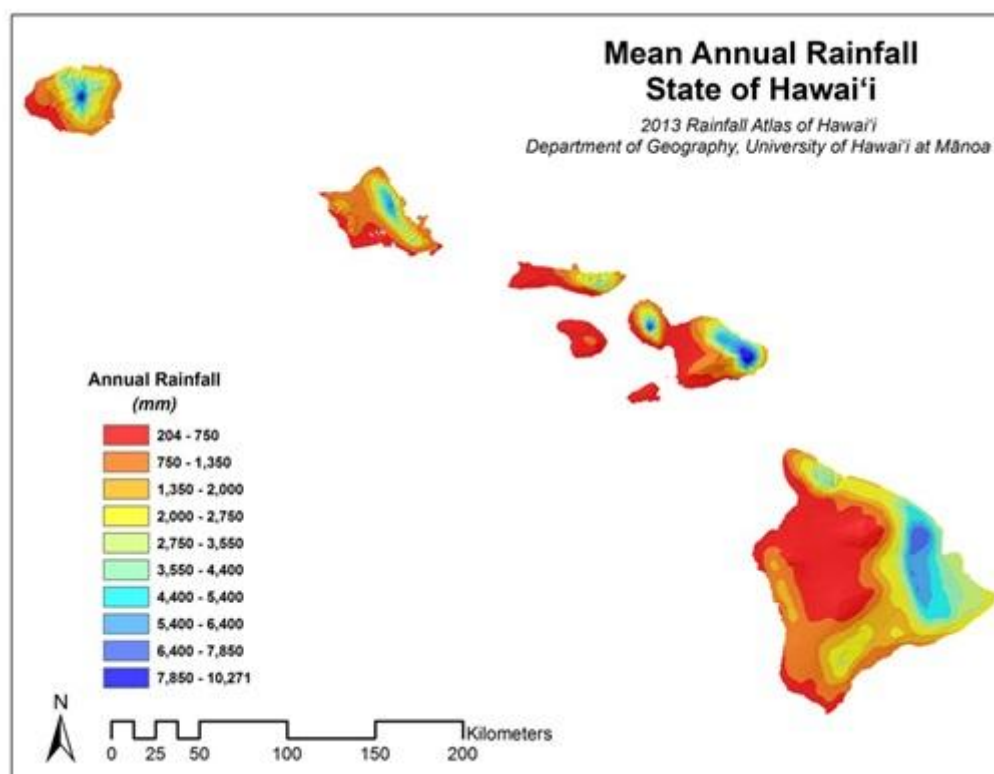 Mean Annual Rainfall
State of Hawai‘i
2013 Rainfall Atlas of Hawai‘i
Department of Geography, University of Hawai‘i at Mānoa
Annual Rainfall
(mm)
204 - 750
750 - 1,350
1,350 - 2,000
2,000 - 2,750
2,750 - 3,550
3,550 - 4,400
4,400 - 5,400
5,400 - 6,400
6,400 - 7,850
7,850 - 10,271
N
Kilometers
0 25 50 100 150 200